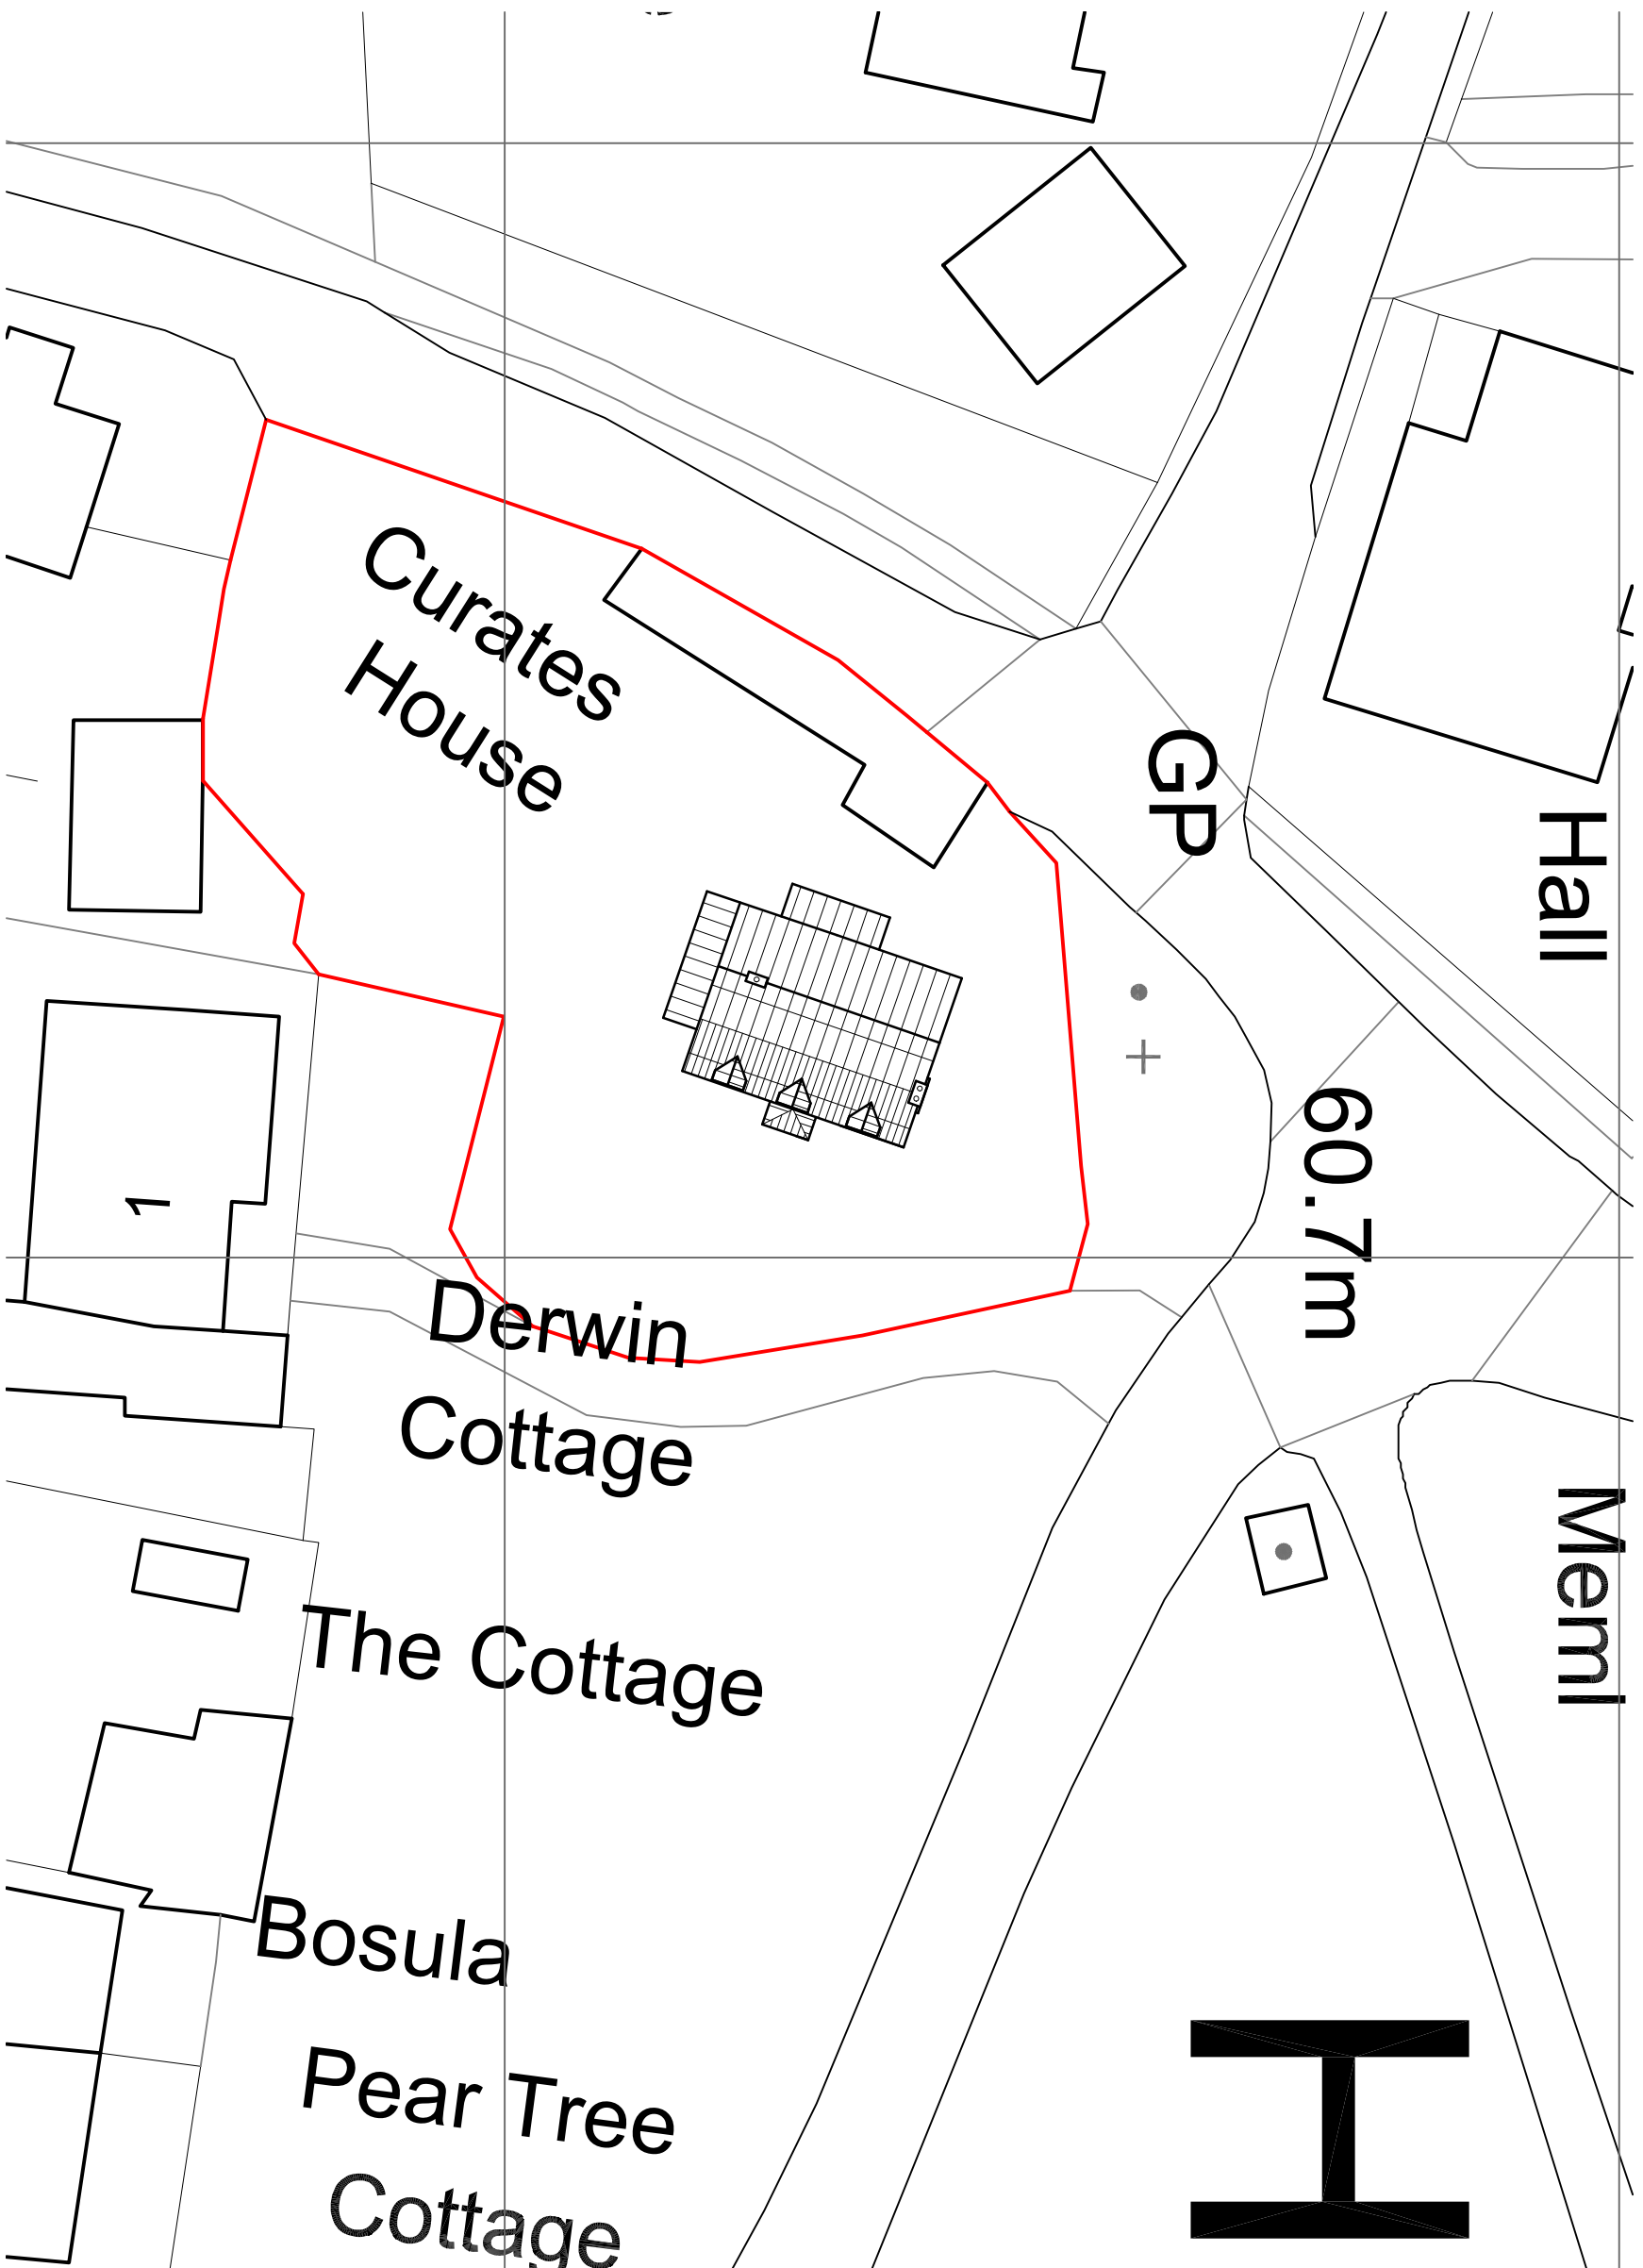 Curates
House
GP
Hall
60.7m
1
Derwin
Cottage
The Cottage
Meml
Bosula
Pear Tree
Cottage
H